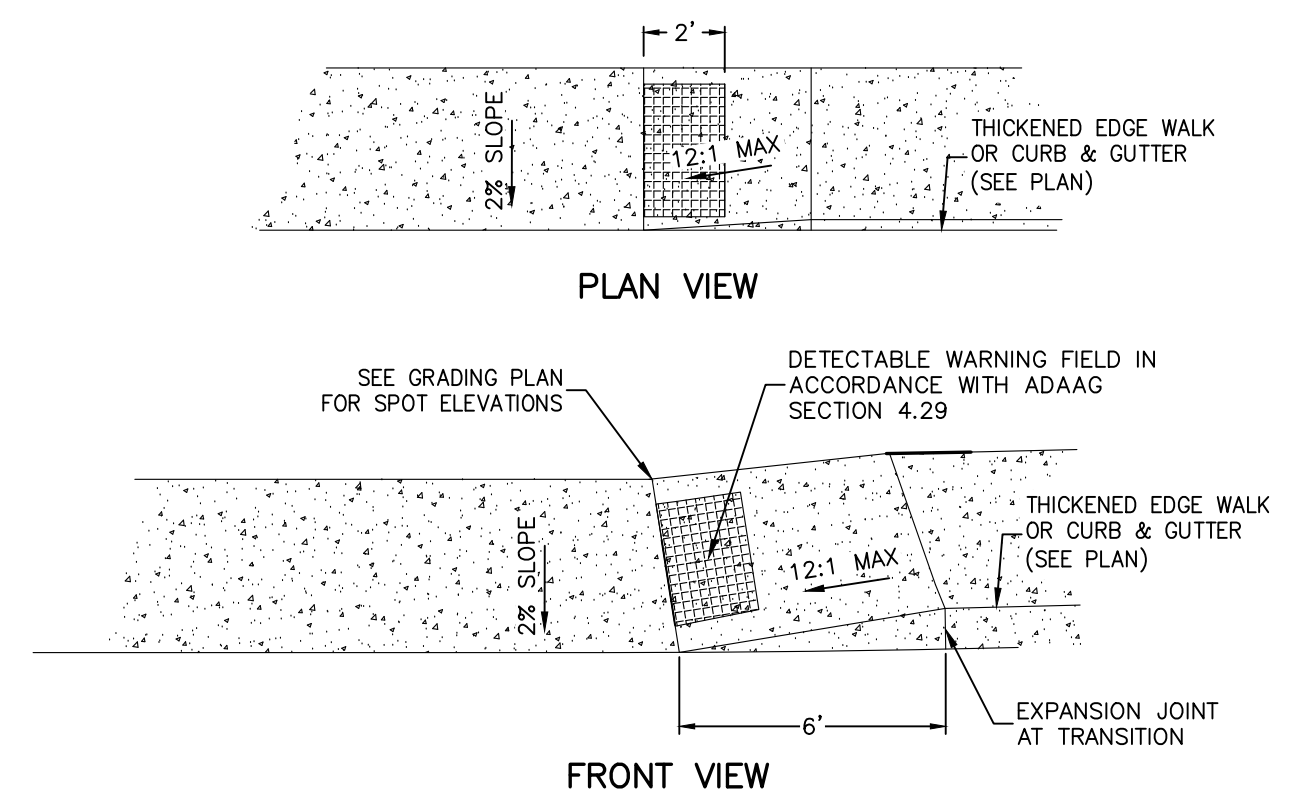 2'
2% SLOPE
12:1 MAX
THICKENED EDGE WALK
OR CURB & GUTTER
(SEE PLAN)
PLAN VIEW
SEE GRADING PLAN
FOR SPOT ELEVATIONS
DETECTABLE WARNING FIELD IN
ACCORDANCE WITH ADAAG
SECTION 4.29
2% SLOPE
12:1 MAX
THICKENED EDGE WALK
OR CURB & GUTTER
(SEE PLAN)
6'
EXPANSION JOINT
AT TRANSITION
FRONT VIEW